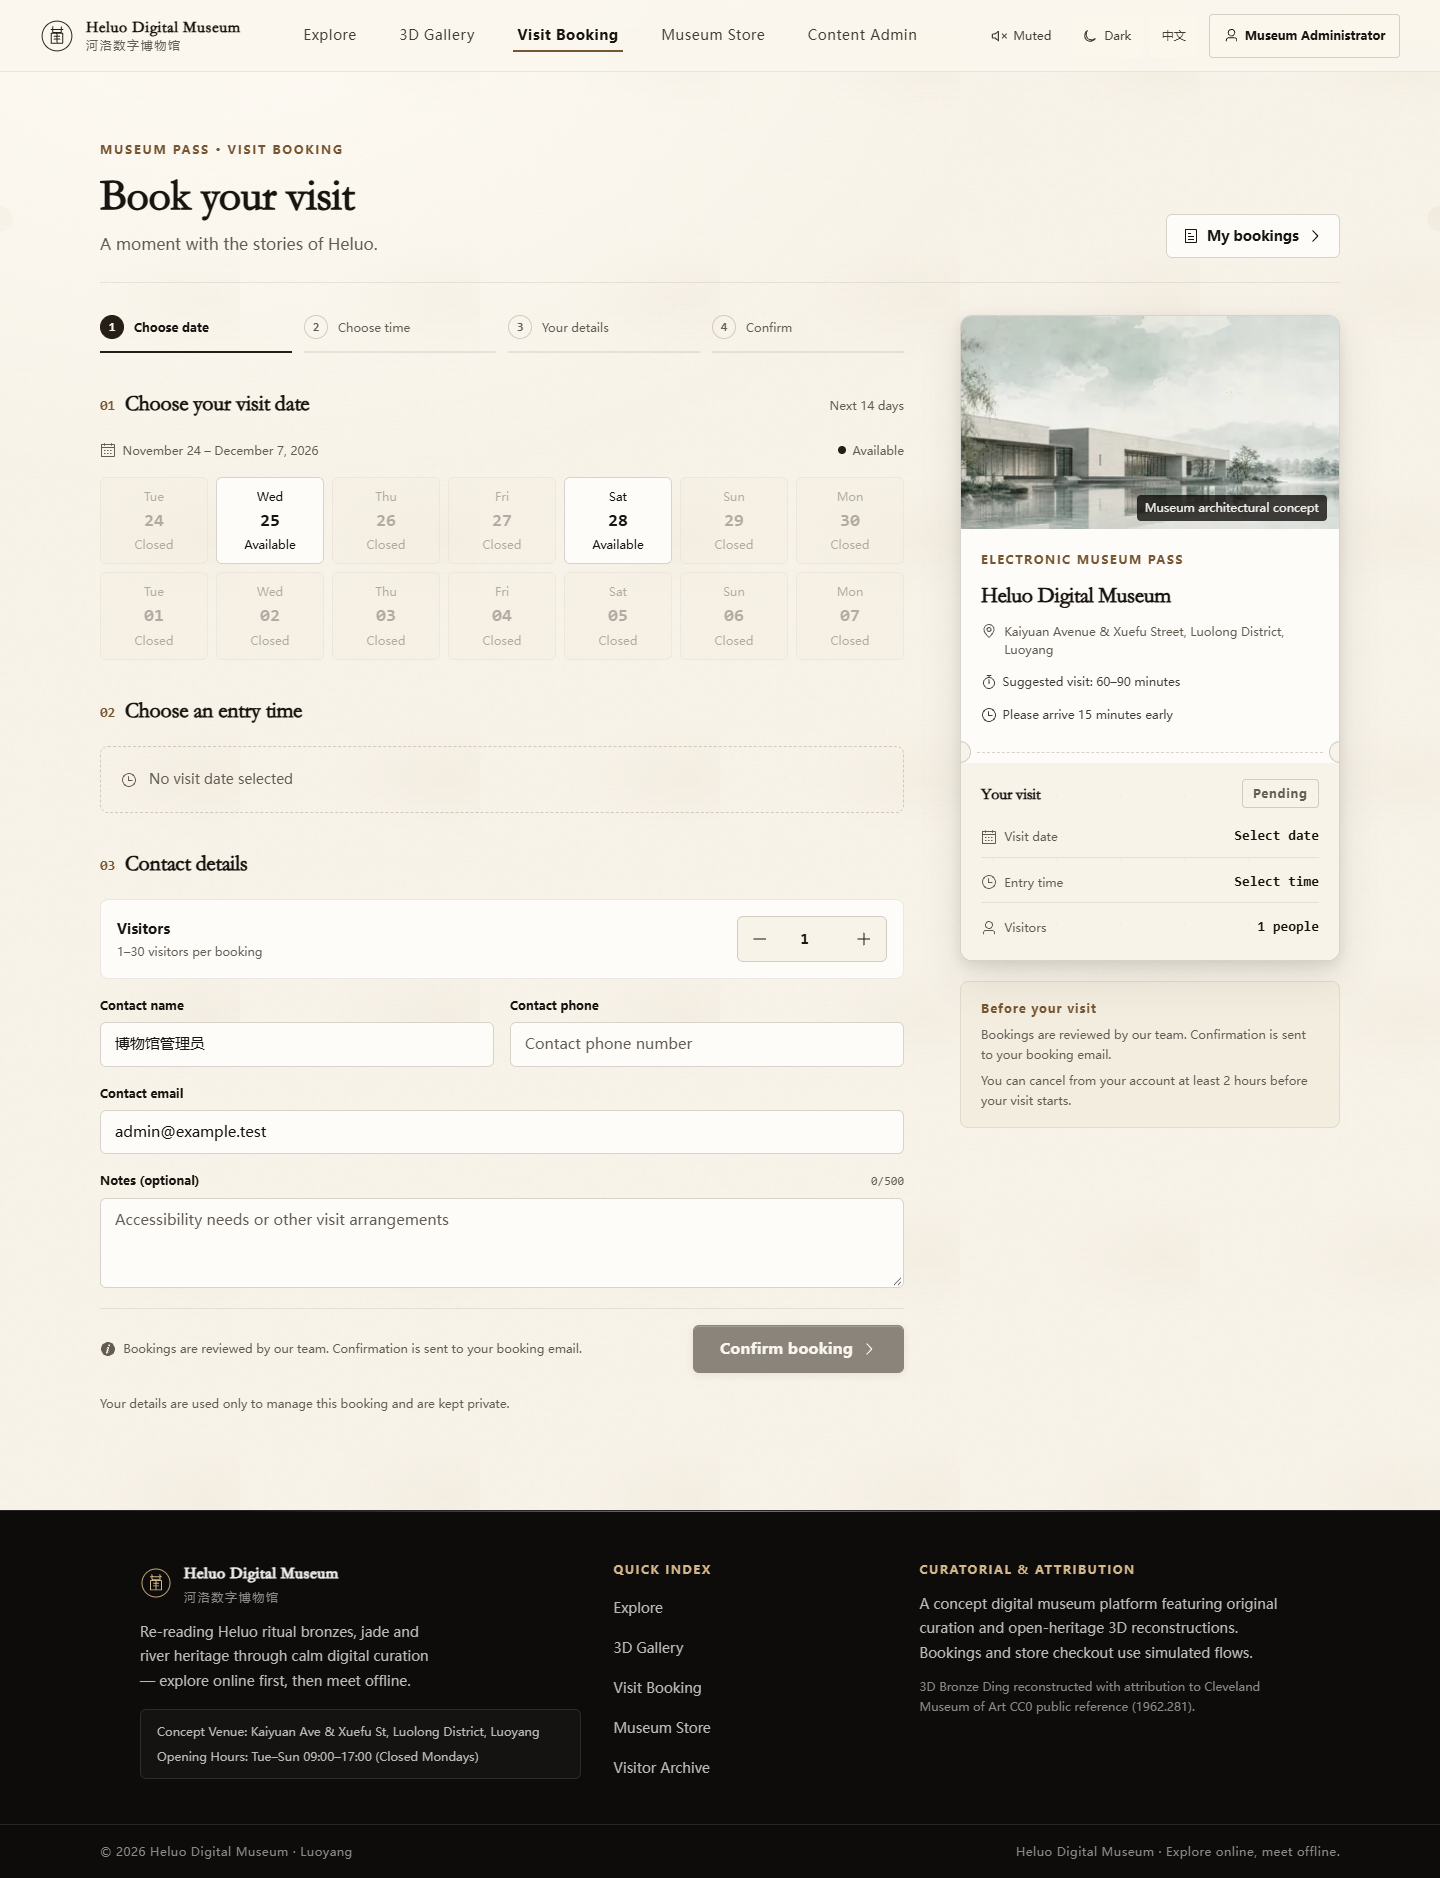 Heluo Digital Museum
河洛数字博物馆
Explore
3D Gallery
Visit Booking
Museum Store
Content Admin
Muted
Dark
中文
Museum Administrator
MUSEUM PASS • VISIT BOOKING
Book your visit
A moment with the stories of Heluo.
My bookings
1 Choose date
2 Choose time
3 Your details
4 Confirm
01 Choose your visit date
Next 14 days
November 24 – December 7, 2026
Available
Tue Wed Thu Fri Sat Sun Mon
24 25 26 27 28 29 30
Closed Available Closed Closed Available Closed Closed
Tue Wed Thu Fri Sat Sun Mon
01 02 03 04 05 06 07
Closed Closed Closed Closed Closed Closed Closed
02 Choose an entry time
No visit date selected
03 Contact details
Visitors
1–30 visitors per booking
1
Contact name
博物馆管理员
Contact phone
Contact phone number
Contact email
admin@example.test
Notes (optional)
0/500
Accessibility needs or other visit arrangements
Bookings are reviewed by our team. Confirmation is sent to your booking email.
Confirm booking
Your details are used only to manage this booking and are kept private.
Museum architectural concept
ELECTRONIC MUSEUM PASS
Heluo Digital Museum
Kaiyuan Avenue & Xuefu Street, Luolong District,
Luoyang
Suggested visit: 60–90 minutes
Please arrive 15 minutes early
Your visit
Pending
Visit date
Select date
Entry time
Select time
Visitors
1 people
Before your visit
Bookings are reviewed by our team. Confirmation is sent
to your booking email.
You can cancel from your account at least 2 hours before
your visit starts.
Heluo Digital Museum
河洛数字博物馆
Re-reading Heluo ritual bronzes, jade and
river heritage through calm digital curation
— explore online first, then meet offline.
Concept Venue: Kaiyuan Ave & Xuefu St, Luolong District, Luoyang
Opening Hours: Tue–Sun 09:00–17:00 (Closed Mondays)
QUICK INDEX
Explore
3D Gallery
Visit Booking
Museum Store
Visitor Archive
CURATORIAL & ATTRIBUTION
A concept digital museum platform featuring original
curation and open-heritage 3D reconstructions.
Bookings and store checkout use simulated flows.
3D Bronze Ding reconstructed with attribution to Cleveland
Museum of Art CC0 public reference (1962.281).
© 2026 Heluo Digital Museum · Luoyang
Heluo Digital Museum · Explore online, meet offline.